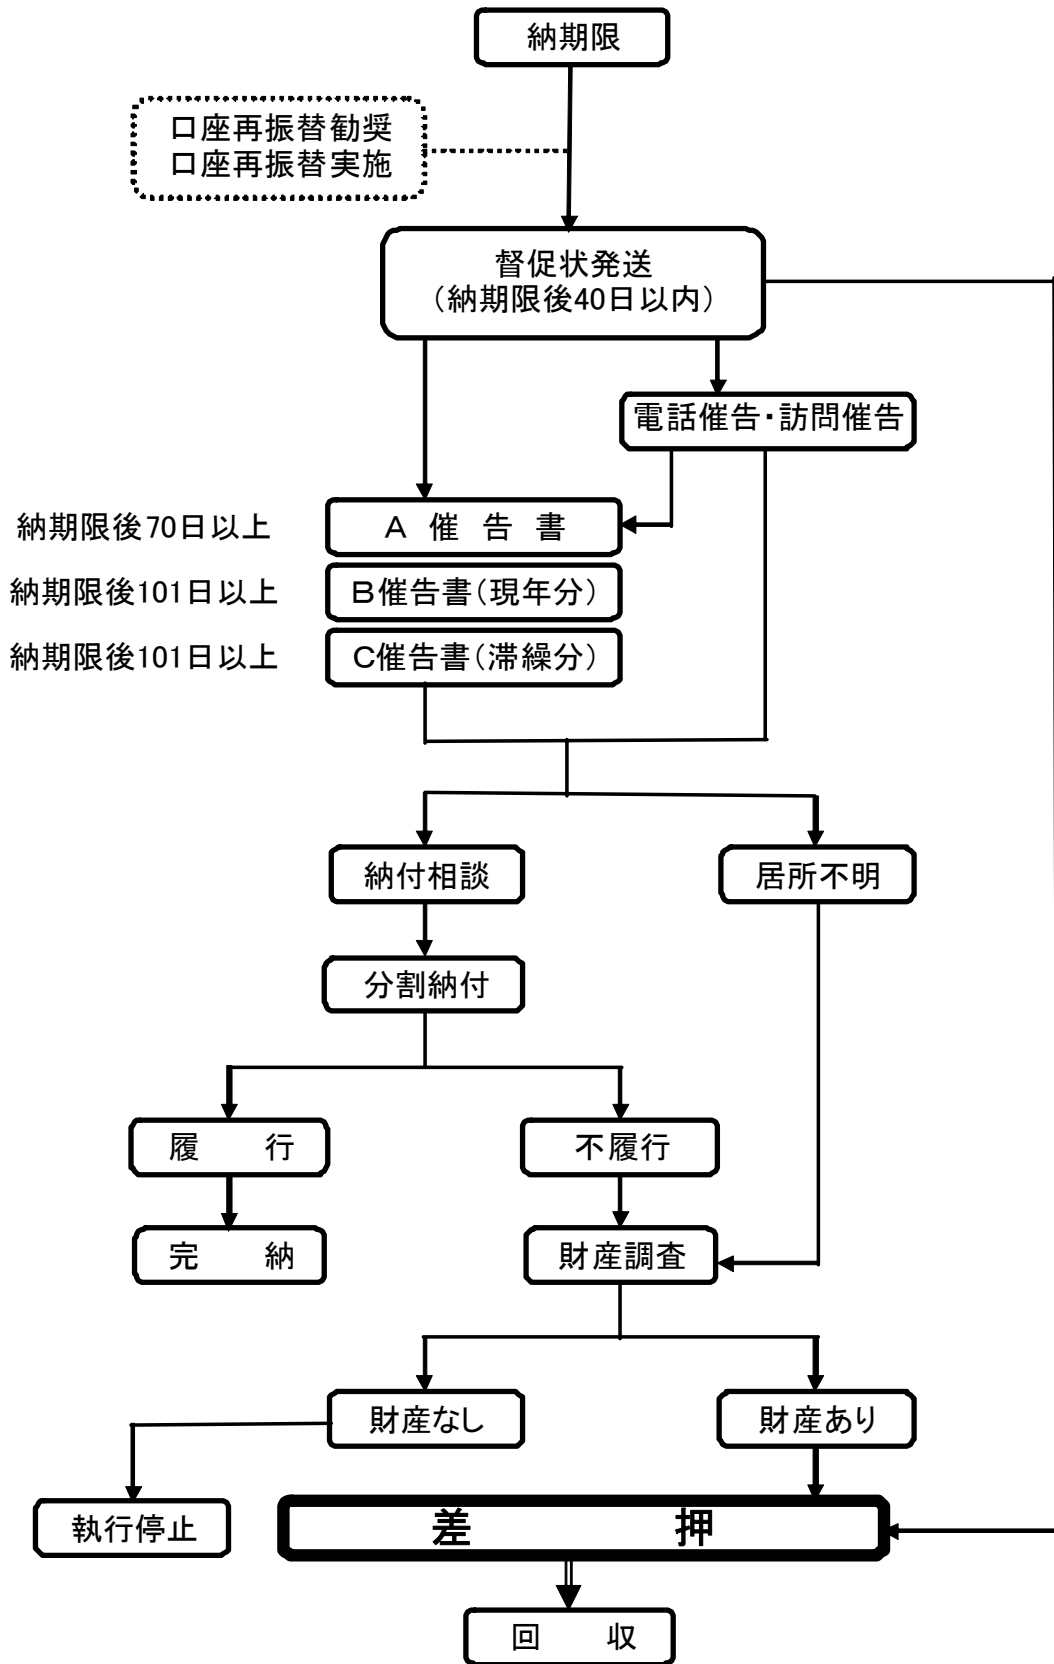 納期限
口座再振替勧奨
口座再振替実施
督促状発送
（納期限後40日以内）
電話催告・訪問催告
納期限後70日以上
A 催 告 書
納期限後101日以上
B催告書（現年分）
納期限後101日以上
C催告書（滞繰分）
納付相談
居所不明
分割納付
履　　行
不履行
完　　納
財産調査
財産なし
財産あり
執行停止
差　　　　押
回　　収